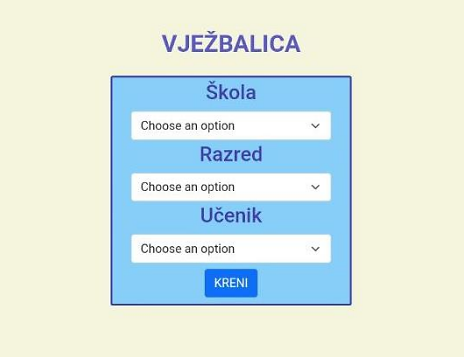 VJEŽBALICA
Škola
Choose an option
Razred
Choose an option
Učenik
Choose an option
KRENI